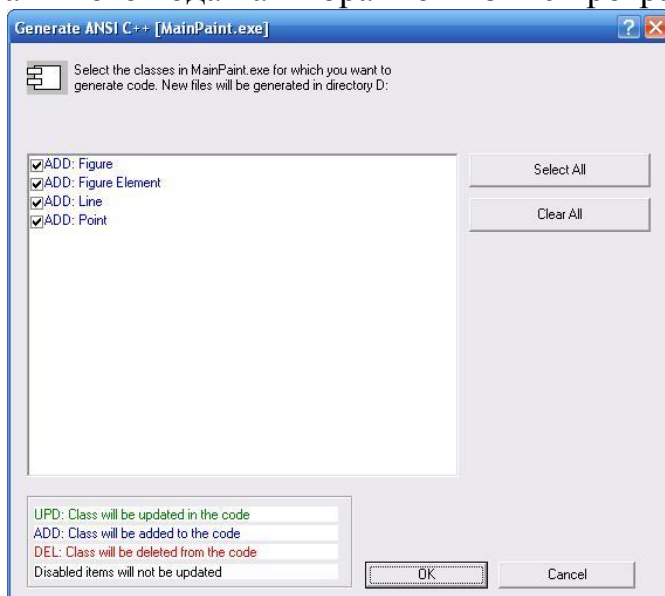 Generate ANSI C++ [MainPaint.exe]
Select the classes in MainPaint.exe for which you want to
generate code. New files will be generated in directory D:
ADD: Figure
ADD: Figure Element
ADD: Line
ADD: Point
Select All
Clear All
UPD: Class will be updated in the code
ADD: Class will be added to the code
DEL: Class will be deleted from the code
Disabled items will not be updated
OK
Cancel